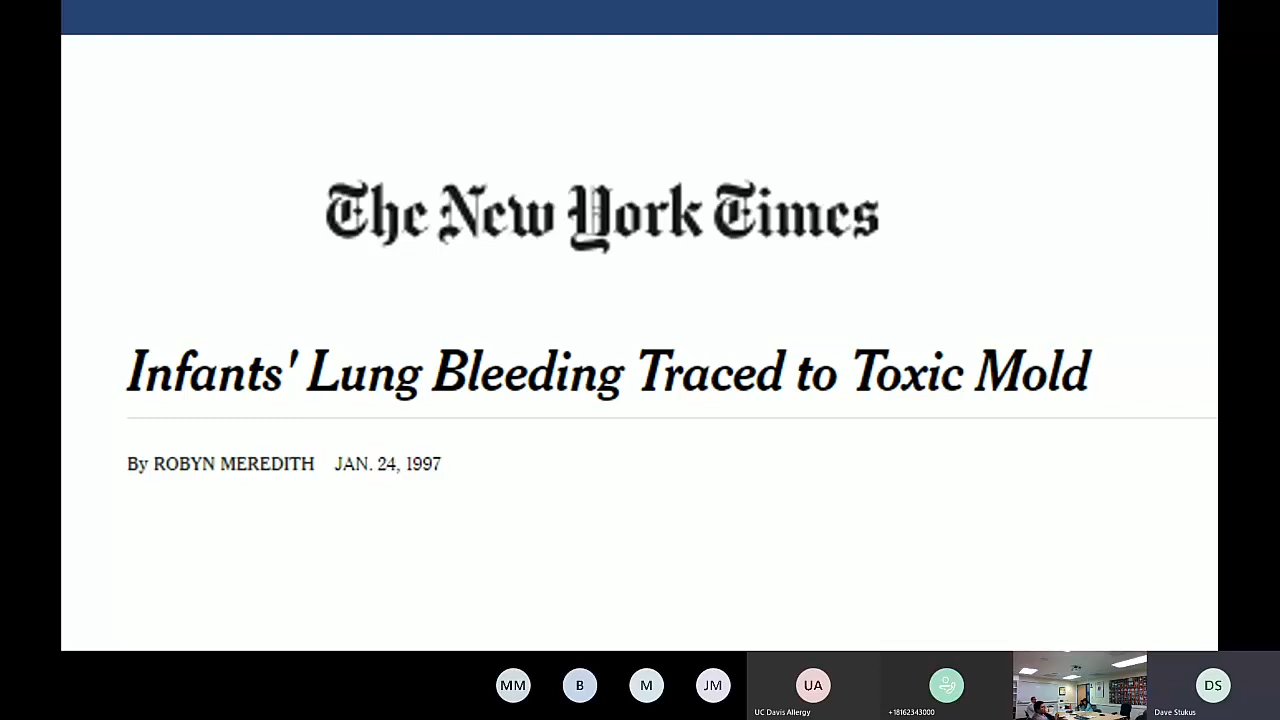 The New York Times
Infants' Lung Bleeding Traced to Toxic Mold
By ROBYN MEREDITH JAN. 24, 1997
MM
B
M
JM
UA
DS
UC Davis Allergy
+18162343000
Dave Stukus